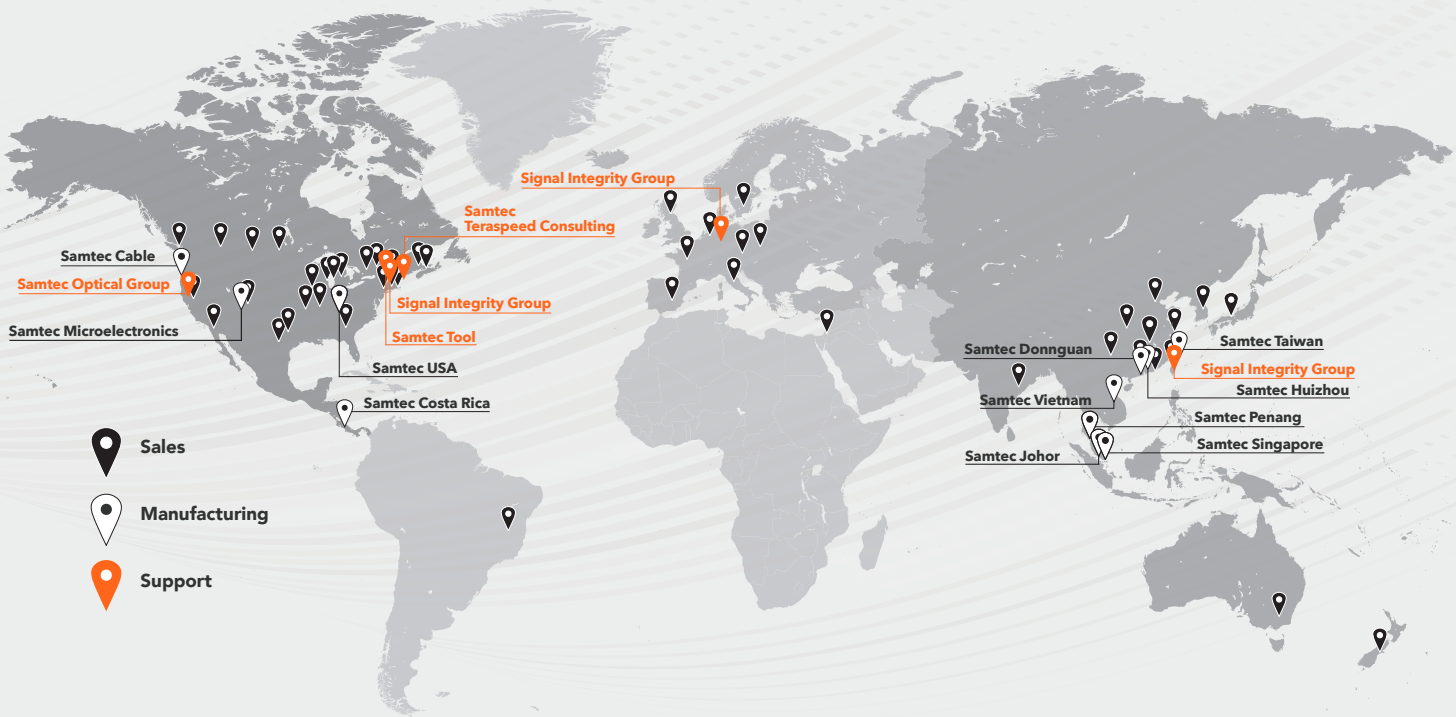 Signal Integrity Group
Samtec
Teraspeed Consulting
Samtec Cable
Samtec Optical Group
Samtec Microelectronics
Signal Integrity Group
Samtec Tool
Samtec USA
Samtec Costa Rica
Samtec Donnguan
Samtec Taiwan
Signal Integrity Group
Samtec Huizhou
Samtec Vietnam
Samtec Penang
Samtec Singapore
Samtec Johor
Sales
Manufacturing
Support